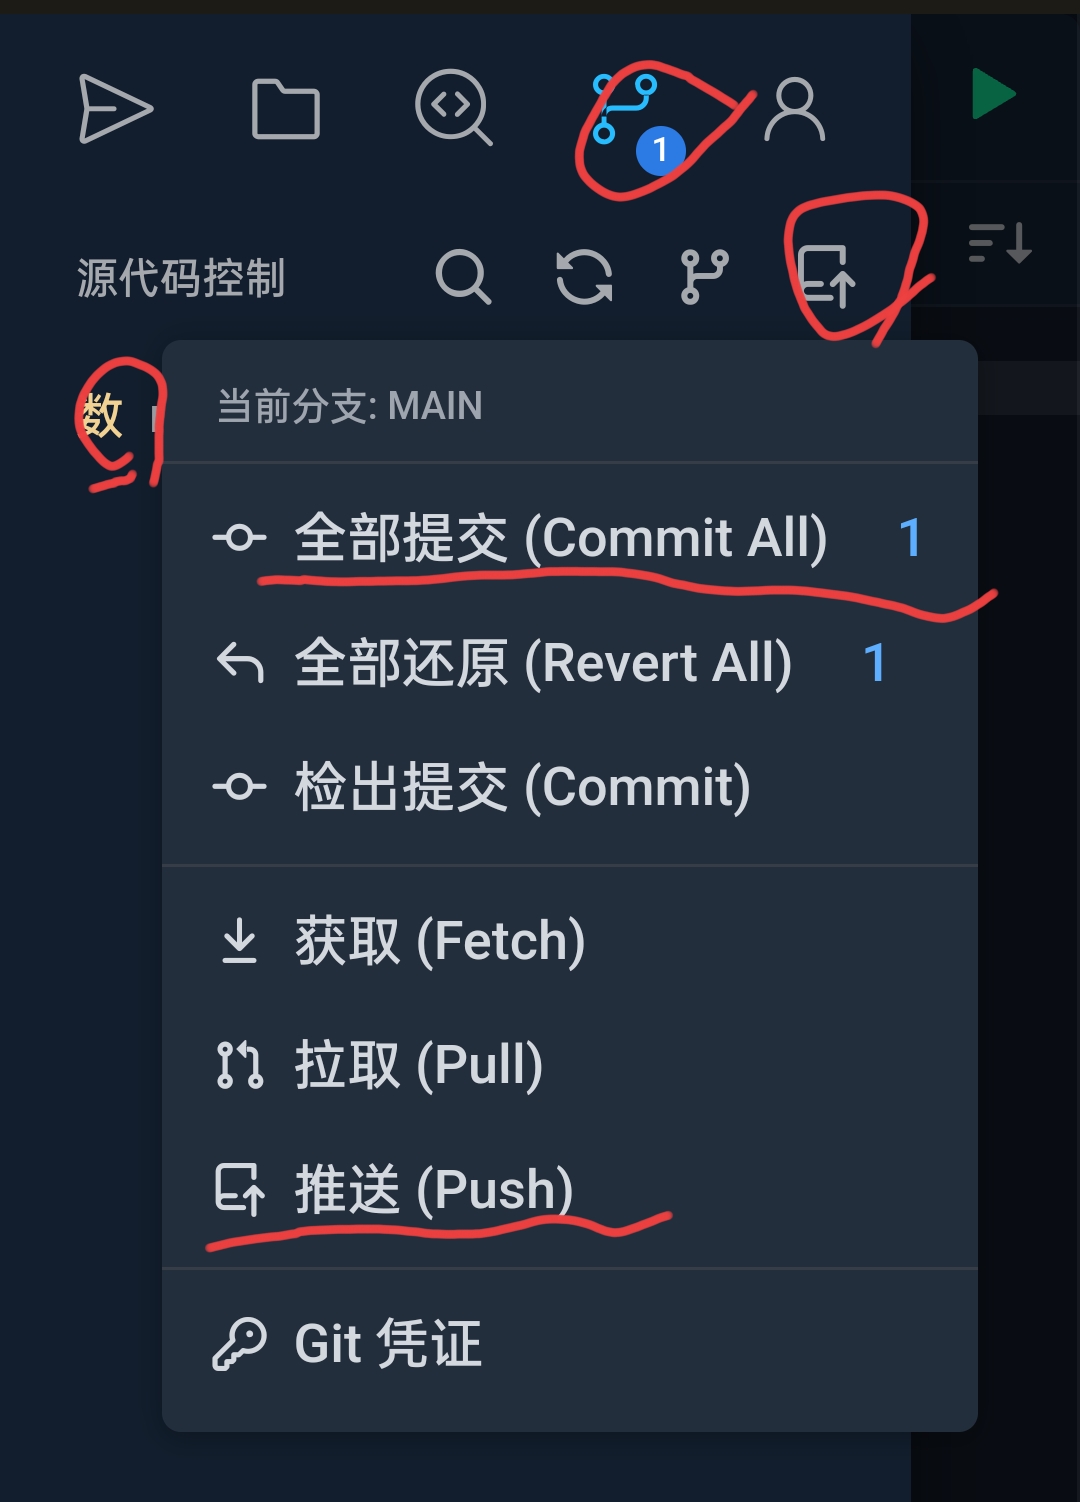 1
源代码控制
数
当前分支: MAIN
全部提交 (Commit All) 1
全部还原 (Revert All) 1
检出提交 (Commit)
获取 (Fetch)
拉取 (Pull)
推送 (Push)
Git 凭证